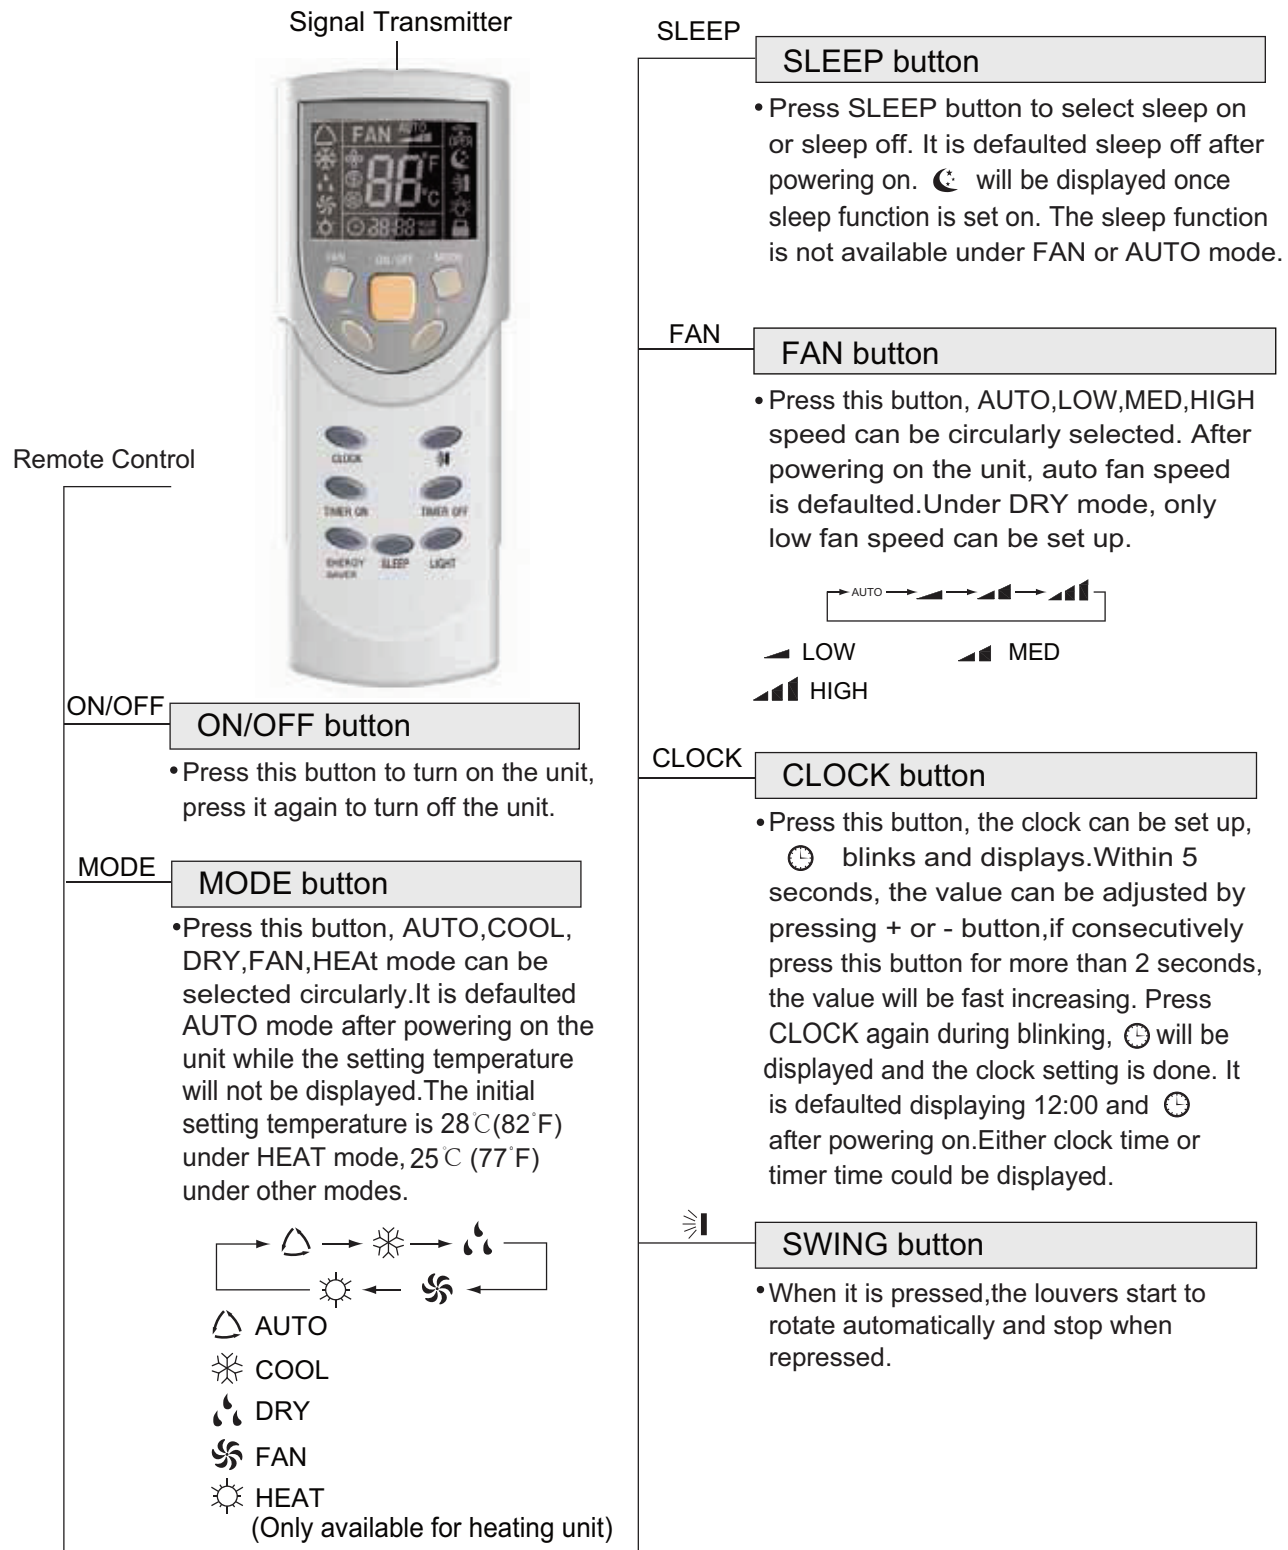 Signal Transmitter
FAN AUTO
OPER
88 °F
°C
88:88 HOUR
FAN ON/OFF MODE
- +
CLOCK
TIMER ON TIMER OFF
ENERGY SLEEP LIGHT
SAVER
Remote Control
ON/OFF
ON/OFF button
•Press this button to turn on the unit,
press it again to turn off the unit.
MODE
MODE button
•Press this button, AUTO,COOL,
DRY,FAN,HEAt mode can be
selected circularly.It is defaulted
AUTO mode after powering on the
unit while the setting temperature
will not be displayed.The initial
setting temperature is 28℃(82°F)
under HEAT mode, 25℃ (77°F)
under other modes.
AUTO
COOL
DRY
FAN
HEAT
(Only available for heating unit)
SLEEP
SLEEP button
• Press SLEEP button to select sleep on
or sleep off. It is defaulted sleep off after
powering on. will be displayed once
sleep function is set on. The sleep function
is not available under FAN or AUTO mode.
FAN
FAN button
• Press this button, AUTO,LOW,MED,HIGH
speed can be circularly selected. After
powering on the unit, auto fan speed
is defaulted.Under DRY mode, only
low fan speed can be set up.
AUTO
LOW MED
HIGH
CLOCK
CLOCK button
•Press this button, the clock can be set up,
blinks and displays.Within 5
seconds, the value can be adjusted by
pressing + or - button,if consecutively
press this button for more than 2 seconds,
the value will be fast increasing. Press
CLOCK again during blinking, will be
displayed and the clock setting is done. It
is defaulted displaying 12:00 and
after powering on.Either clock time or
timer time could be displayed.
SWING button
•When it is pressed,the louvers start to
rotate automatically and stop when
repressed.